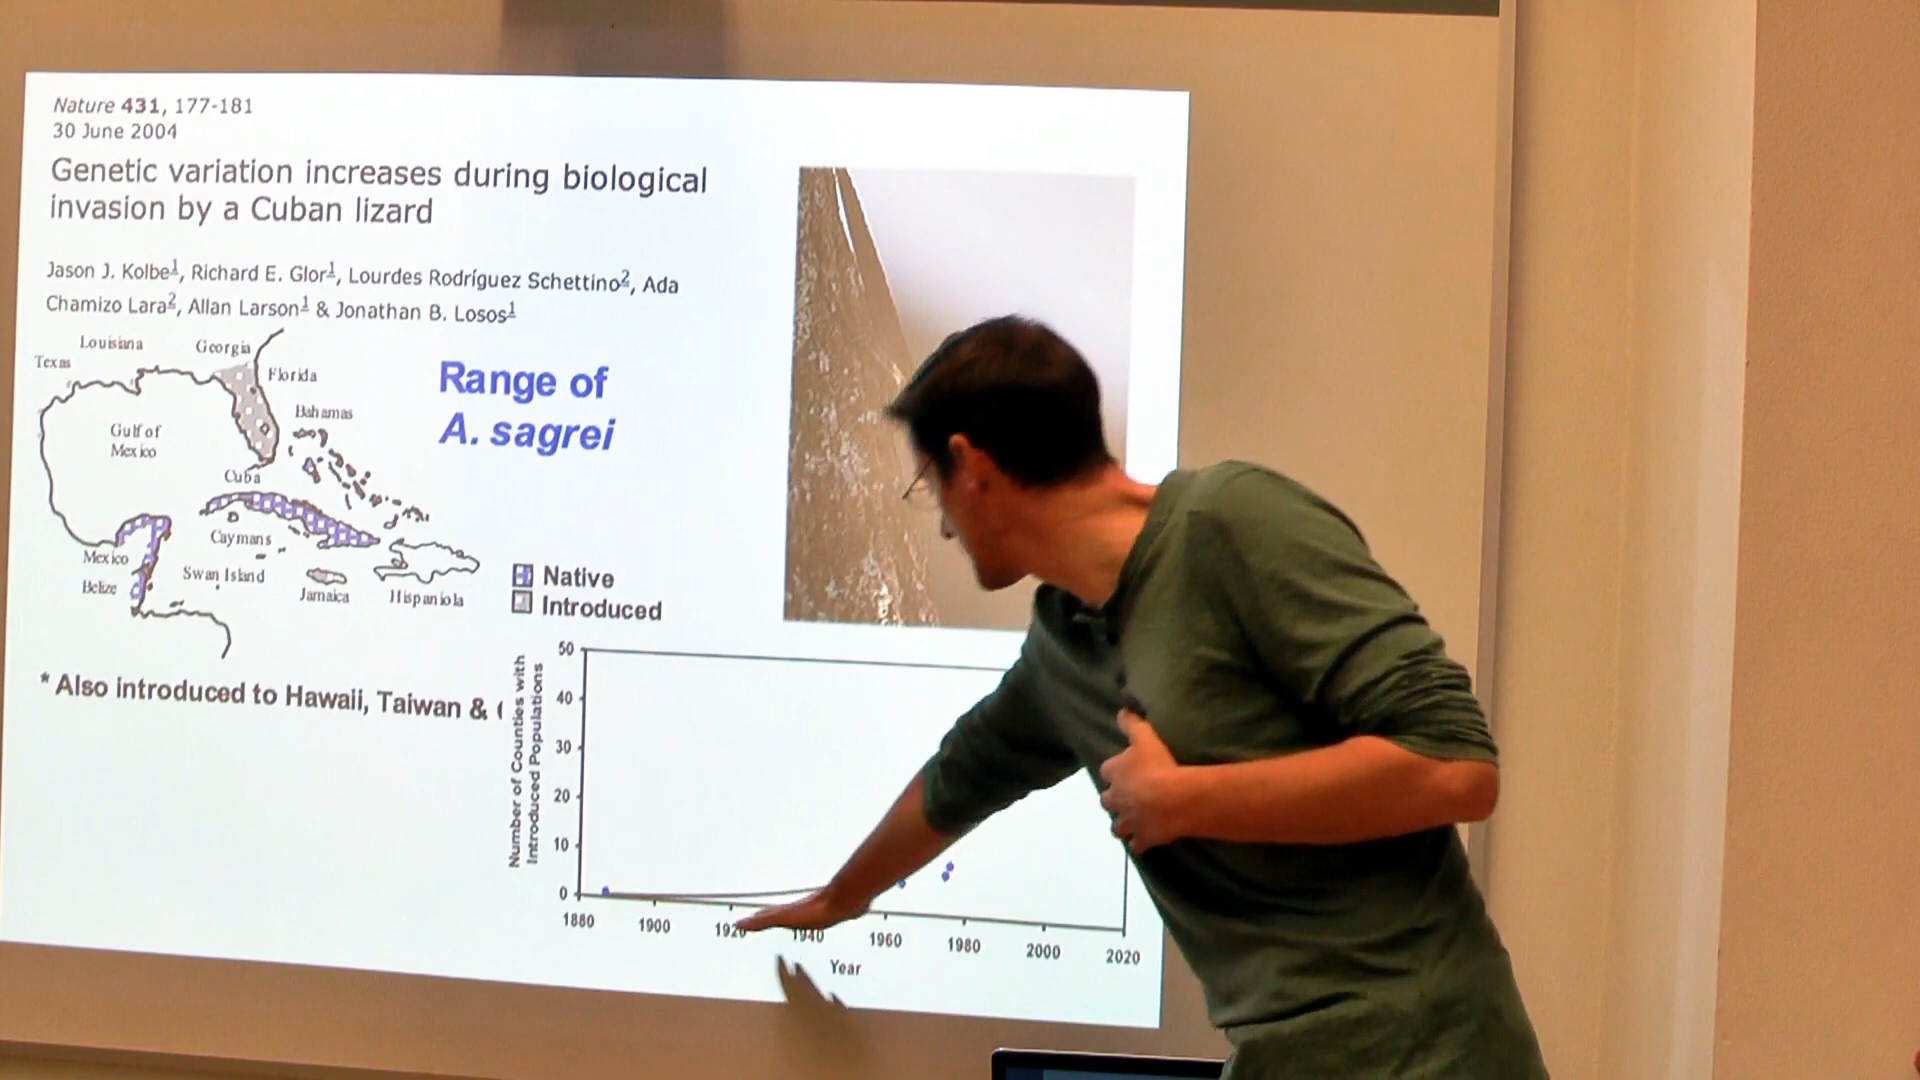 Nature 431, 177-181
30 June 2004
Genetic variation increases during biological
invasion by a Cuban lizard
Jason J. Kolbe1, Richard E. Glor1, Lourdes Rodríguez Schettino2, Ada
Chamizo Lara2, Allan Larson1 & Jonathan B. Losos1
Louisiana
Georgia
Texas
Florida
Range of
A. sagrei
Bahamas
Gulf of
Mexico
Cuba
Caymans
Mexico
Swan Island
Belize
Jamaica
Hispaniola
Native
Introduced
* Also introduced to Hawaii, Taiwan &
Number of Counties with
Introduced Populations
50
40
30
20
10
0
1880
1900
1920
1940
1960
1980
2000
2020
Year